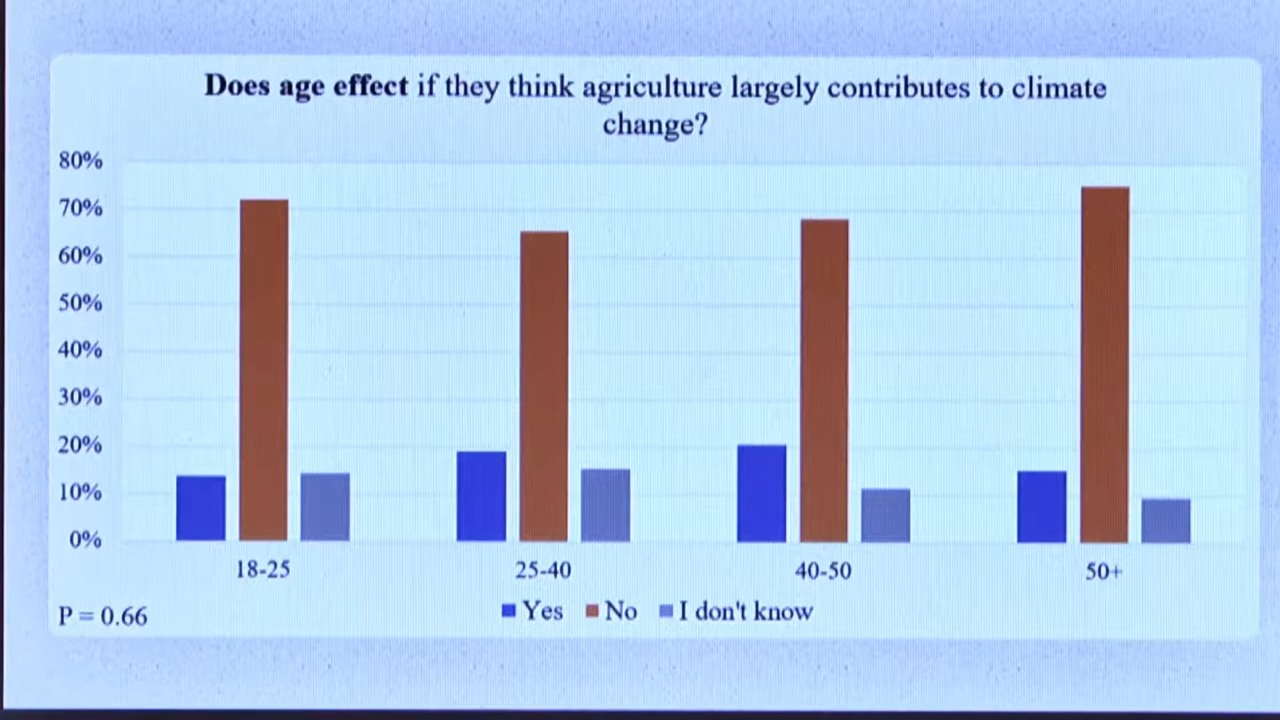 Does age effect if they think agriculture largely contributes to climate
change?
80%
70%
60%
50%
40%
30%
20%
10%
0%
18-25 25-40 40-50 50+
P = 0.66
Yes No I don't know